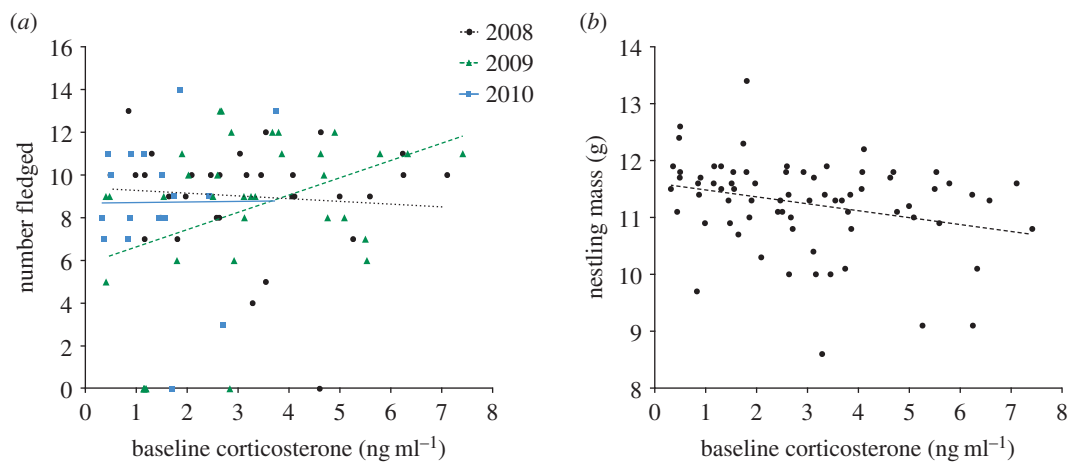 (a)
16
14
12
10
8
6
4
2
0
number fledged
0 1 2 3 4 5 6 7 8
baseline corticosterone (ng ml⁻¹)
2008
2009
2010
(b)
14
13
12
11
10
9
8
nestling mass (g)
0 1 2 3 4 5 6 7 8
baseline corticosterone (ng ml⁻¹)